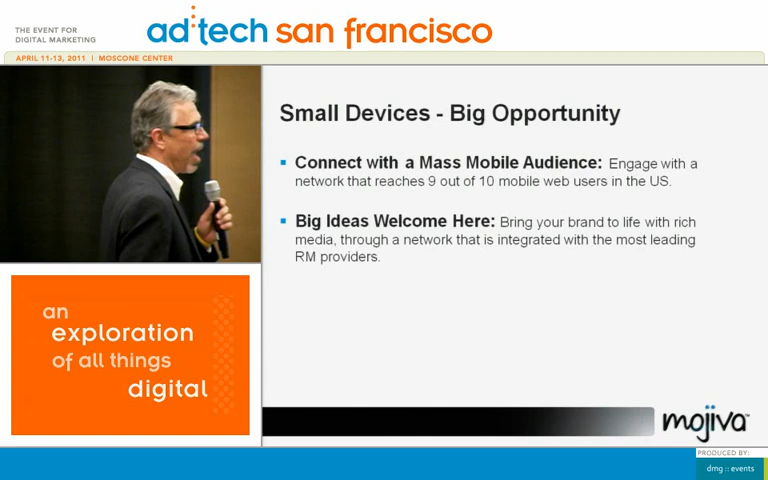 THE EVENT FOR
DIGITAL MARKETING
ad:tech san francisco
APRIL 11-13, 2011 | MOSCONE CENTER
Small Devices - Big Opportunity
Connect with a Mass Mobile Audience: Engage with a
network that reaches 9 out of 10 mobile web users in the US.
Big Ideas Welcome Here: Bring your brand to life with rich
media, through a network that is integrated with the most leading
RM providers.
an
exploration
of all things
digital
mojiva™
PRODUCED BY:
dmg :: events